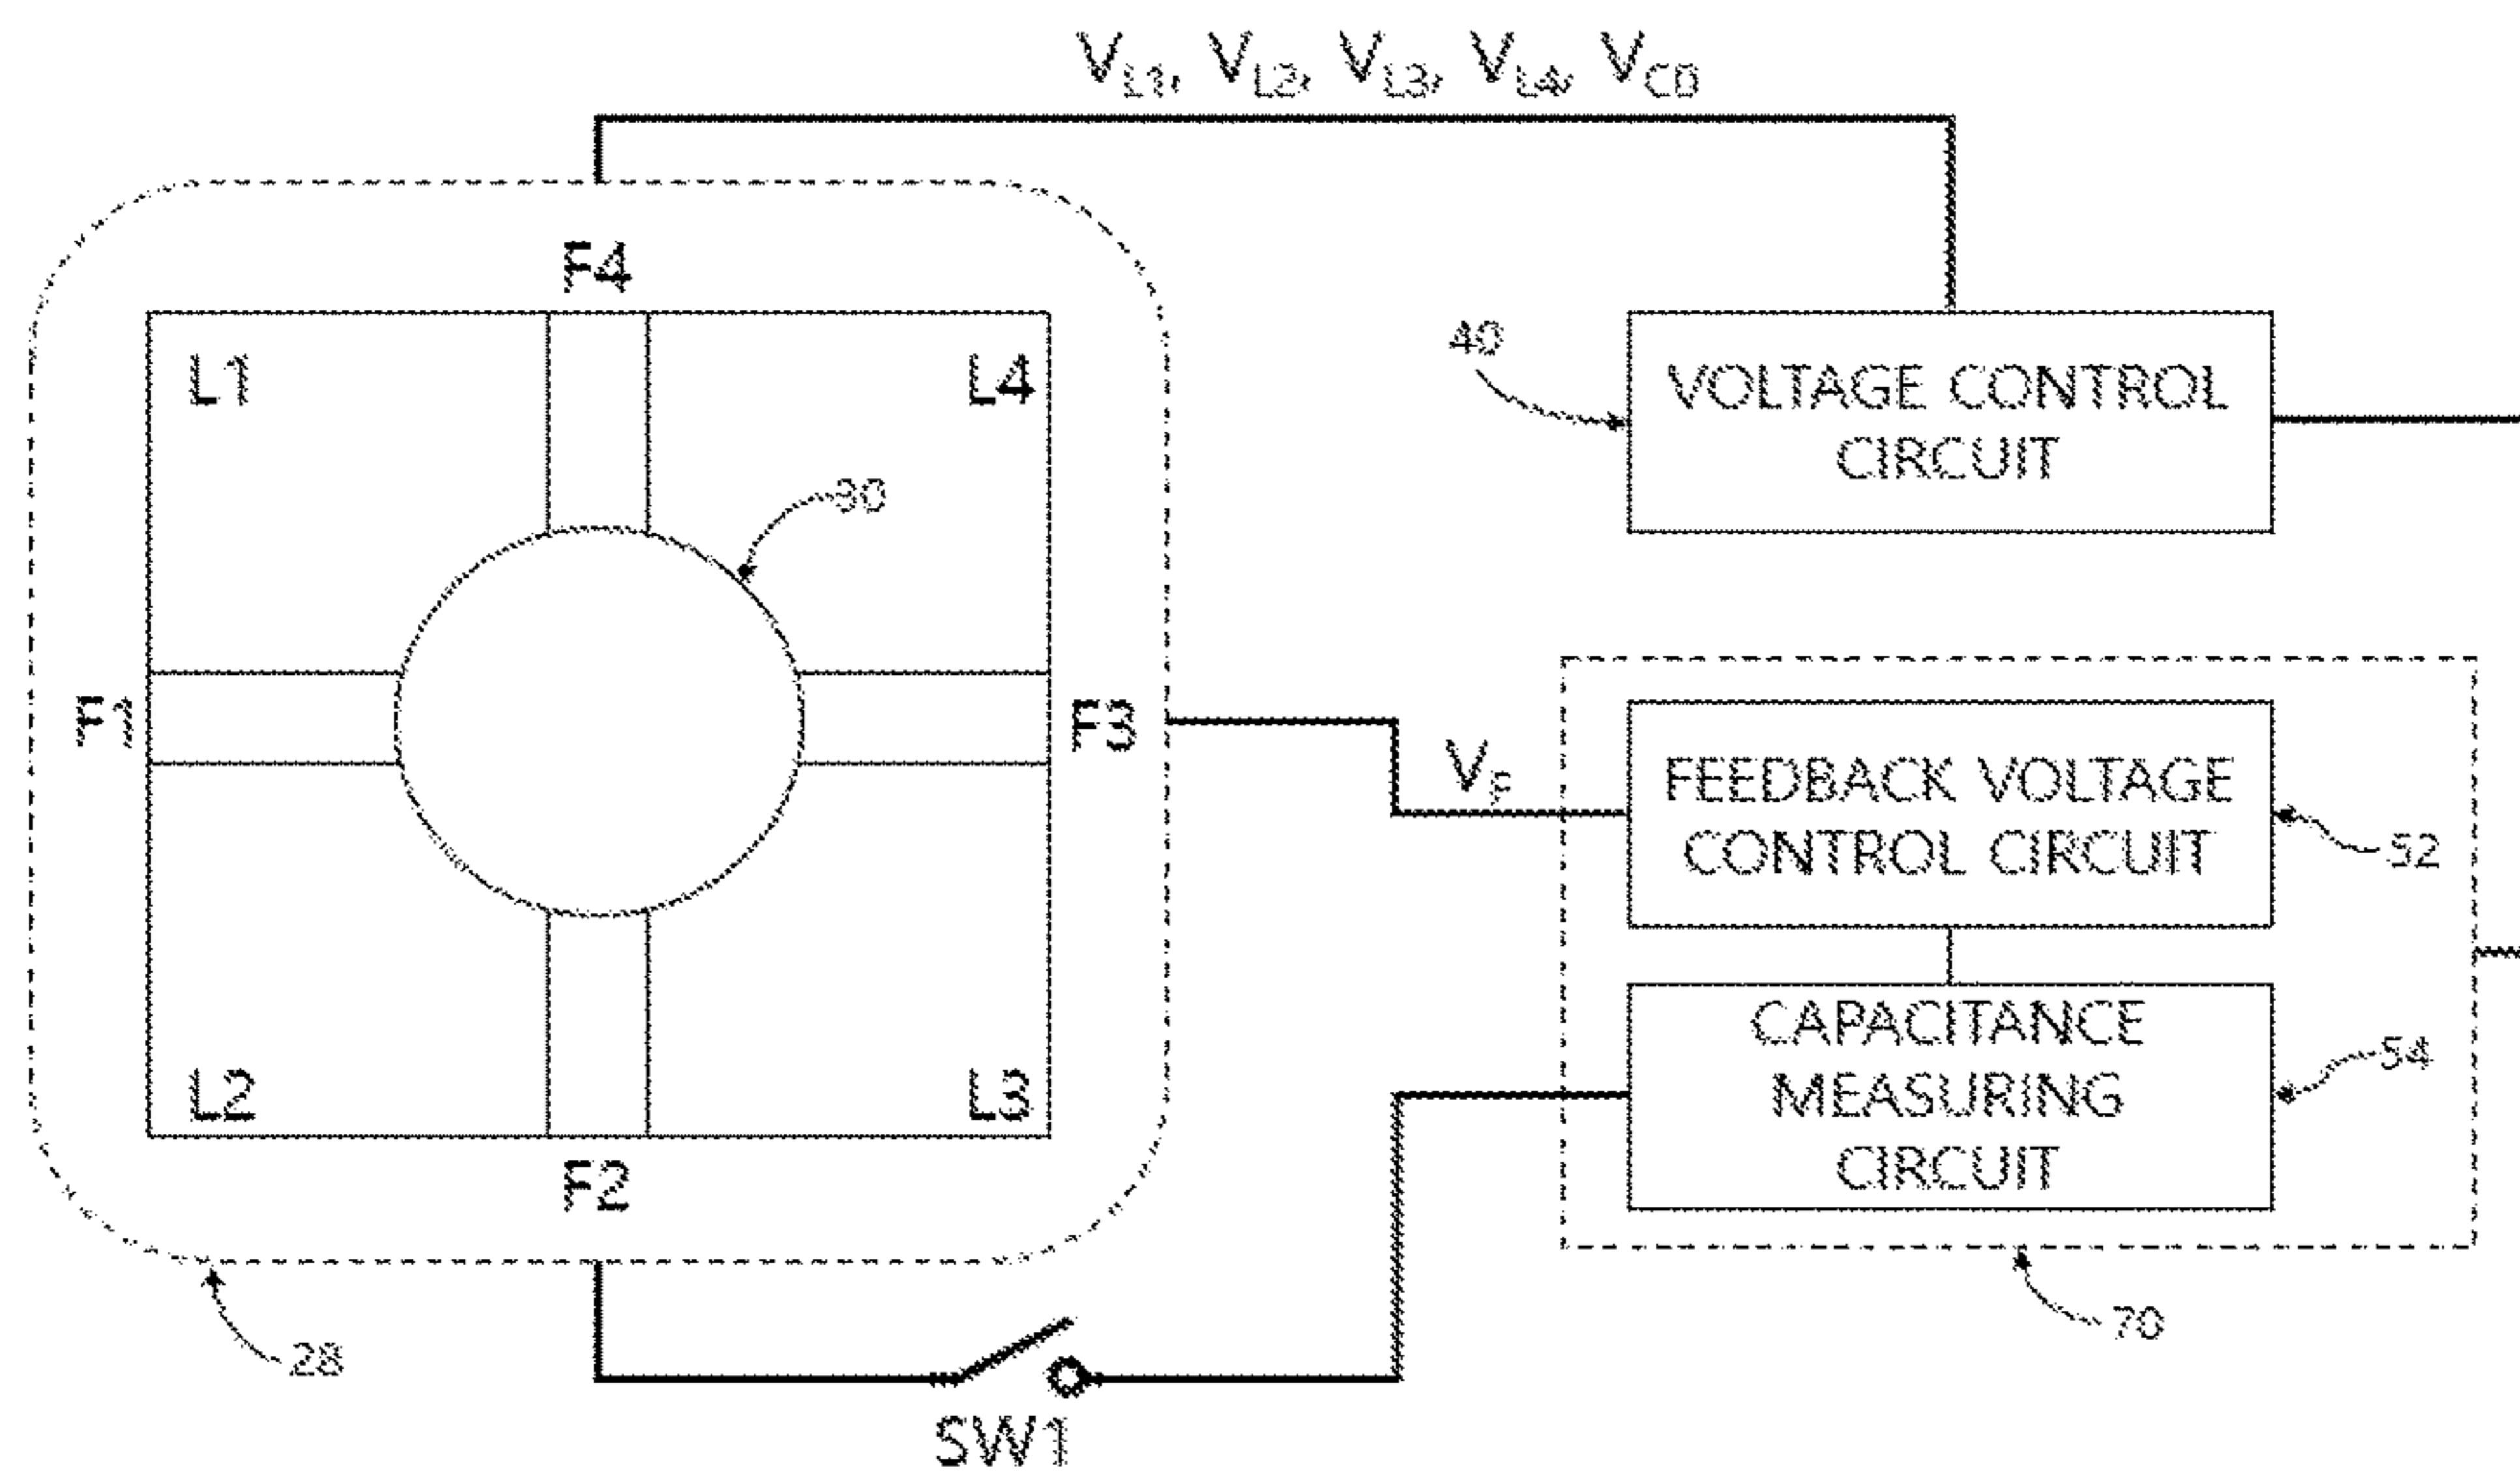 VL1, VL2, VL3, VL4, VC0
F4
L1
L4
40
VOLTAGE CONTROL
CIRCUIT
30
F1
F3
VF
FEEDBACK VOLTAGE
CONTROL CIRCUIT
52
CAPACITANCE
MEASURING
CIRCUIT
54
L2
L3
F2
28
70
SW1